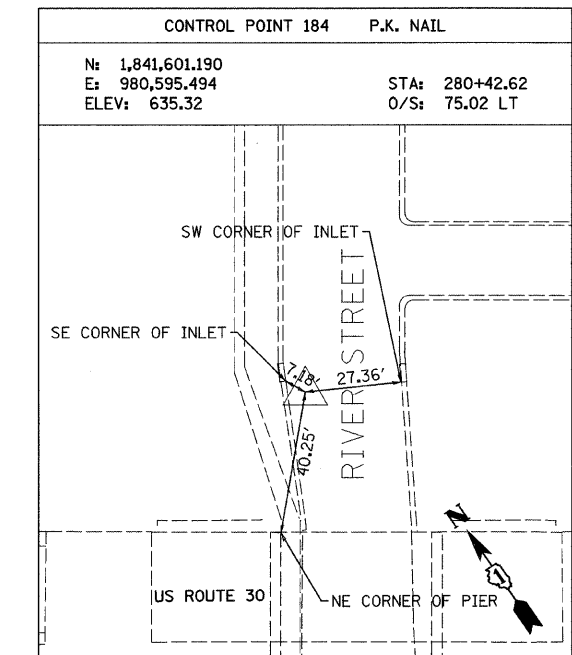 CONTROL POINT 184 P.K. NAIL
N: 1,841,601.190
E: 980,595.494
ELEV: 635.32
STA: 280+42.62
O/S: 75.02 LT
SW CORNER OF INLET
SE CORNER OF INLET
7.18'
27.36'
40.25'
RIVER STREET
N
1
US ROUTE 30
NE CORNER OF PIER